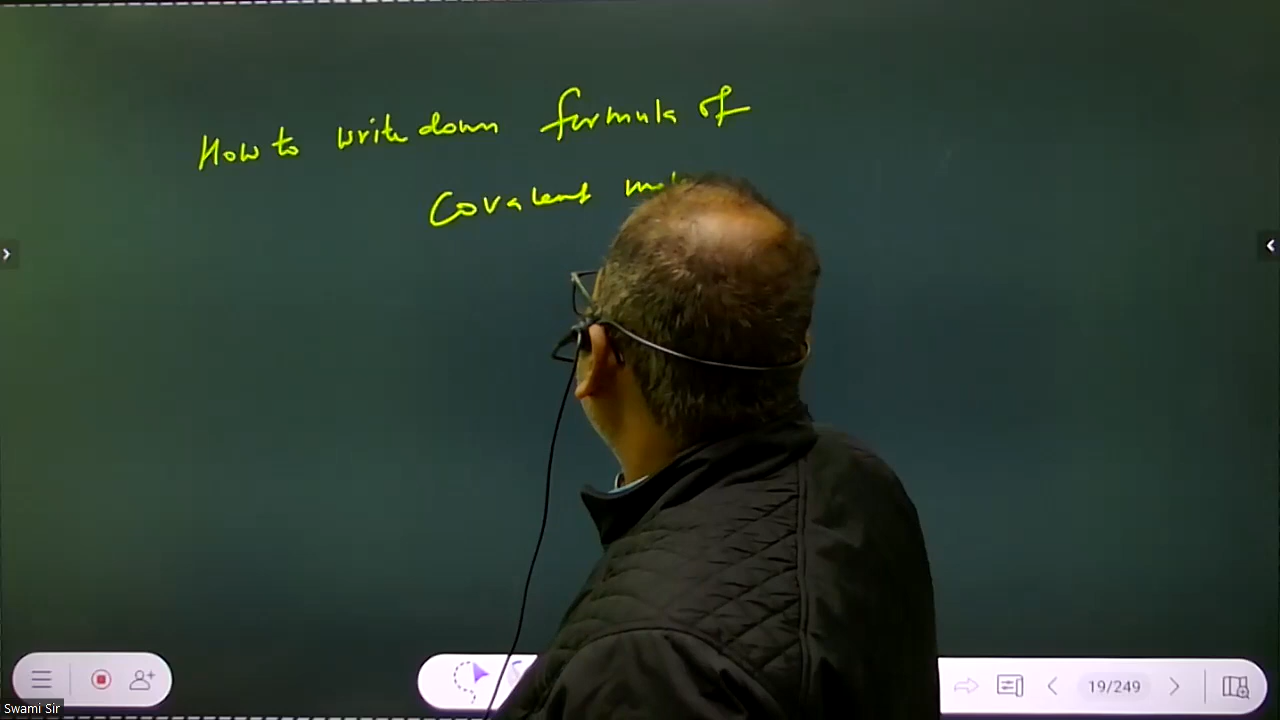 How to write down formula of
Covalent
19/249
Swami Sir